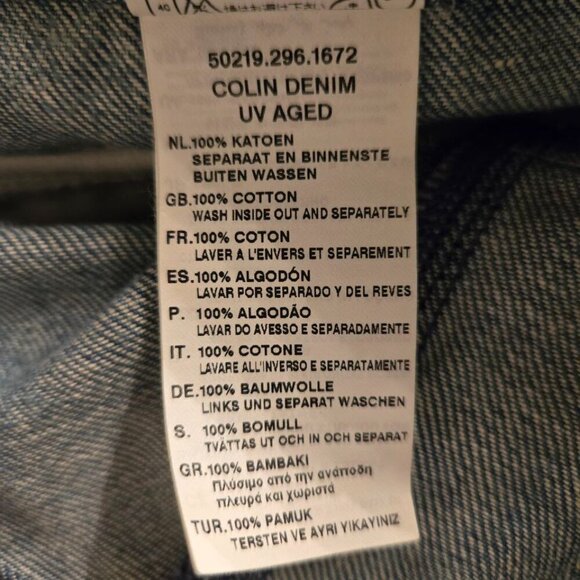 50219.296.1672
COLIN DENIM
UV AGED
NL.100% KATOEN
SEPARAAT EN BINNENSTE
BUITEN WASSEN
GB.100% COTTON
WASH INSIDE OUT AND SEPARATELY
FR.100% COTON
LAVER A L'ENVERS ET SEPAREMENT
ES.100% ALGODÓN
LAVAR POR SEPARADO Y DEL REVES
P. 100% ALGODÃO
LAVAR DO AVESSO E SEPARADAMENTE
IT. 100% COTONE
LAVARE ALL'INVERSO E SEPARATAMENTE
DE.100% BAUMWOLLE
LINKS UND SEPARAT WASCHEN
S. 100% BOMULL
TVÄTTAS UT OCH IN OCH SEPARAT
GR.100% BAMBAKI
Πλύσιμο από την ανάποδη
πλευρά και χωριστά
TUR.100% PAMUK
TERSTEN VE AYRI YIKAYINIZ